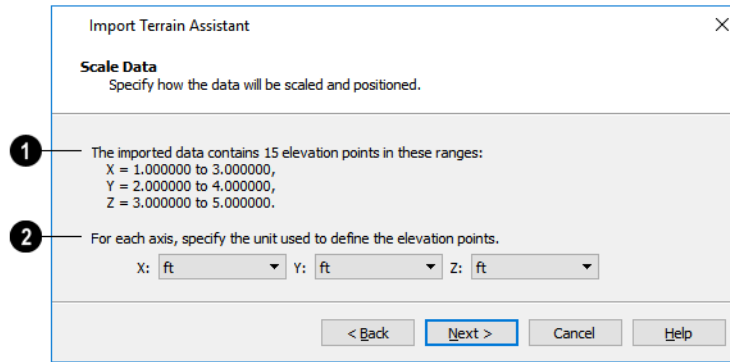 Import Terrain Assistant
Scale Data
Specify how the data will be scaled and positioned.
1
The imported data contains 15 elevation points in these ranges:
X = 1.000000 to 3.000000,
Y = 2.000000 to 4.000000,
Z = 3.000000 to 5.000000.
2
For each axis, specify the unit used to define the elevation points.
X: ft Y: ft Z: ft
< Back Next > Cancel Help